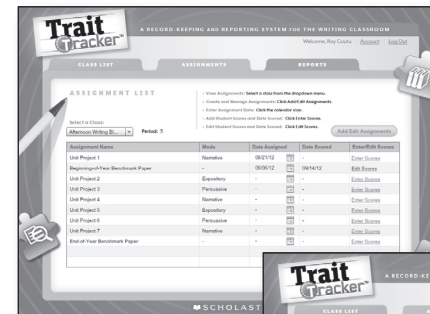 Trait Tracker™
A RECORD-KEEPING AND REPORTING SYSTEM FOR THE WRITING CLASSROOM
Welcome, Roy Couto Account Log Out
CLASS LIST ASSIGNMENTS REPORTS
ASSIGNMENT LIST
› View Assignments: Select a class from the dropdown menu.
› Create and Manage Assignments: Click Add/Edit Assignments.
› Enter Assignment Date: Click the calendar icon.
› Add Student Scores and Date Scored: Click Enter Scores.
› Edit Student Scores and Date Scored: Click Edit Scores.
Select a Class:
Afternoon Writing Bl... Period: 3
Add/Edit Assignments
Assignment Name Mode Date Assigned Date Scored Enter/Edit Scores
Unit Project 1 Narrative 08/21/12 - Enter Scores
Beginning-of-Year Benchmark Paper - 09/05/12 09/14/12 Edit Scores
Unit Project 2 Expository - - Enter Scores
Unit Project 3 Persuasive - - Enter Scores
Unit Project 4 Narrative - - Enter Scores
Unit Project 5 Expository - - Enter Scores
Unit Project 6 Persuasive - - Enter Scores
Unit Project 7 Narrative - - Enter Scores
End-of-Year Benchmark Paper - - - Enter Scores
SCHOLAST
Trait Tracker™
A RECORD-KE
CLASS LIST